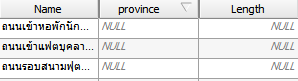 Name province Length
ถนนเข้าหอพักนัก... NULL NULL
ถนนเข้าแฟตบุคลา... NULL NULL
ถนนรอบสนามฟุต... NULL NULL